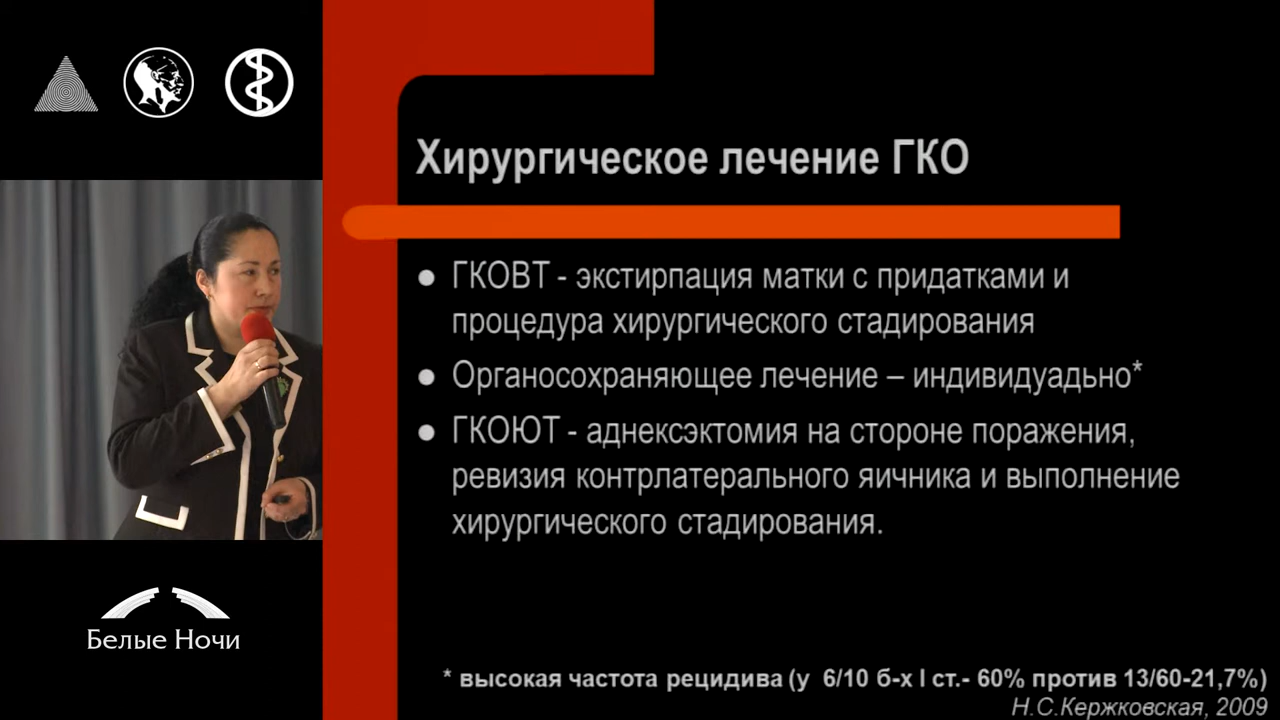 Хирургическое лечение ГКО
● ГКОВТ - экстирпация матки с придатками и
процедура хирургического стадирования
● Органосохраняющее лечение – индивидуадьно*
● ГКОЮТ - аднексэктомия на стороне поражения,
ревизия контрлатерального яичника и выполнение
хирургического стадирования.
* высокая частота рецидива (у 6/10 б-х I ст.- 60% против 13/60-21,7%)
Н.С.Кержковская, 2009
Белые Ночи